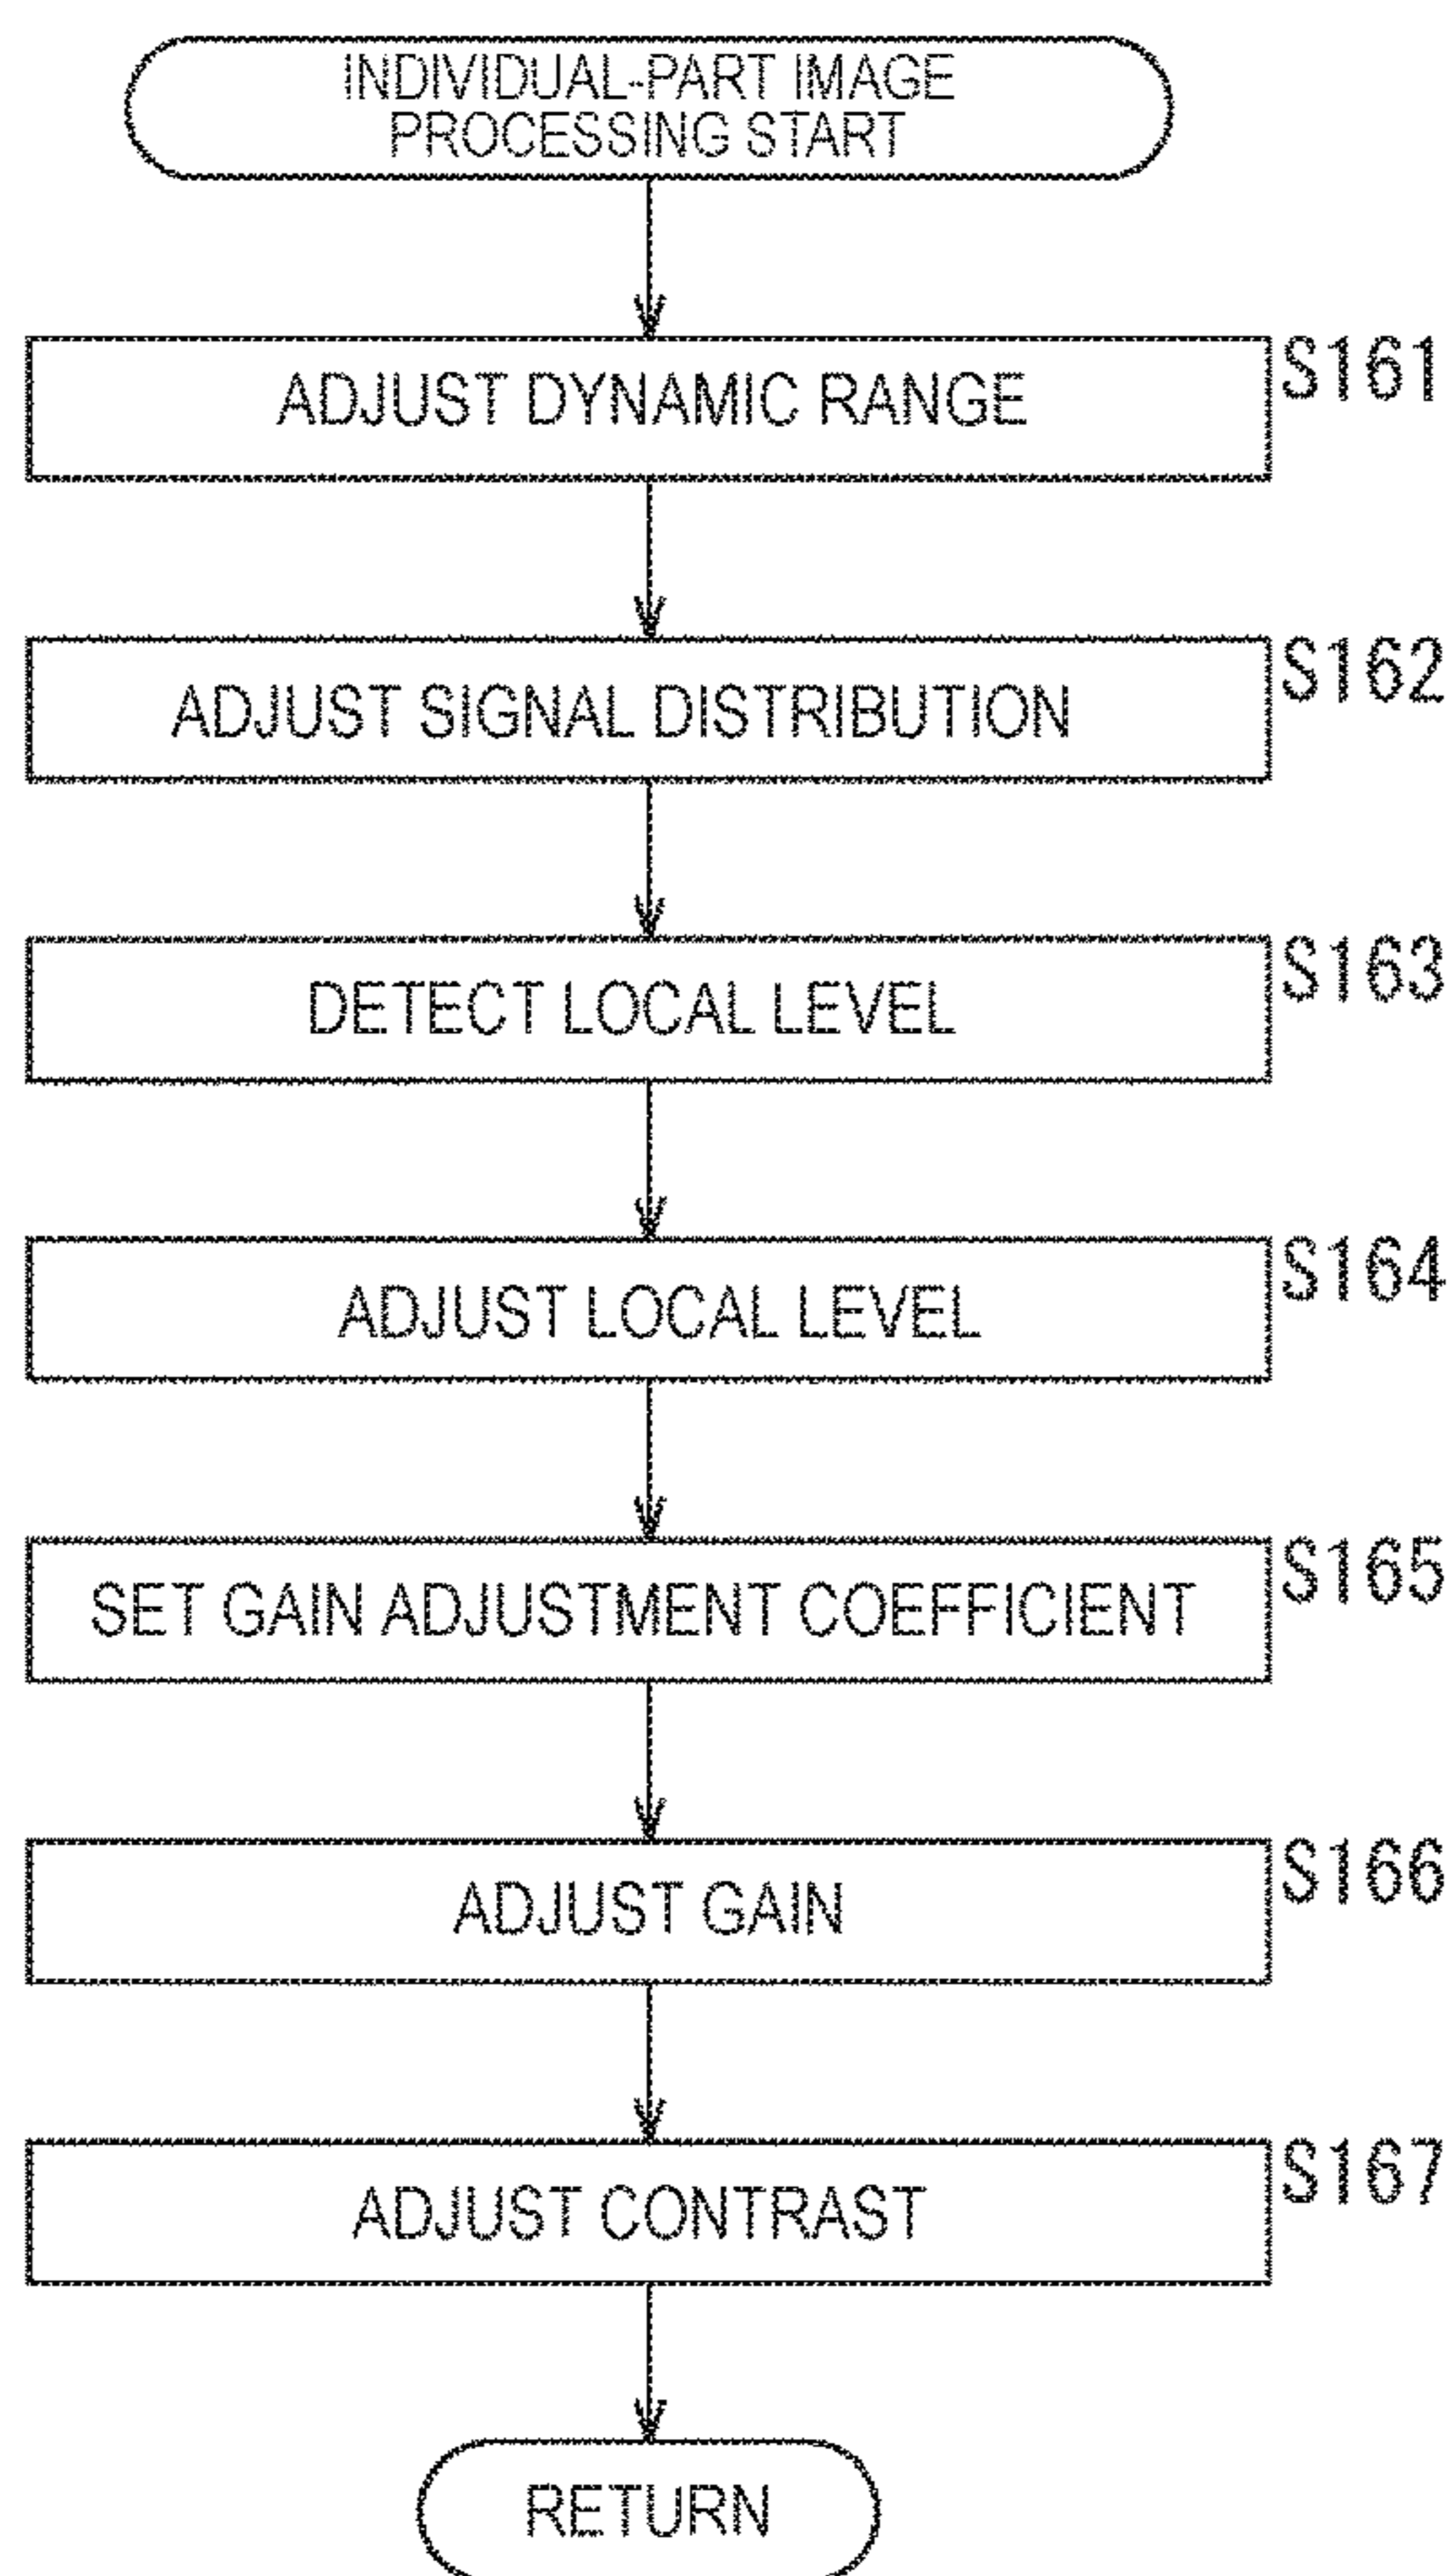 INDIVIDUAL-PART IMAGE
PROCESSING START
ADJUST DYNAMIC RANGE
S161
ADJUST SIGNAL DISTRIBUTION
S162
DETECT LOCAL LEVEL
S163
ADJUST LOCAL LEVEL
S164
SET GAIN ADJUSTMENT COEFFICIENT
S165
ADJUST GAIN
S166
ADJUST CONTRAST
S167
RETURN